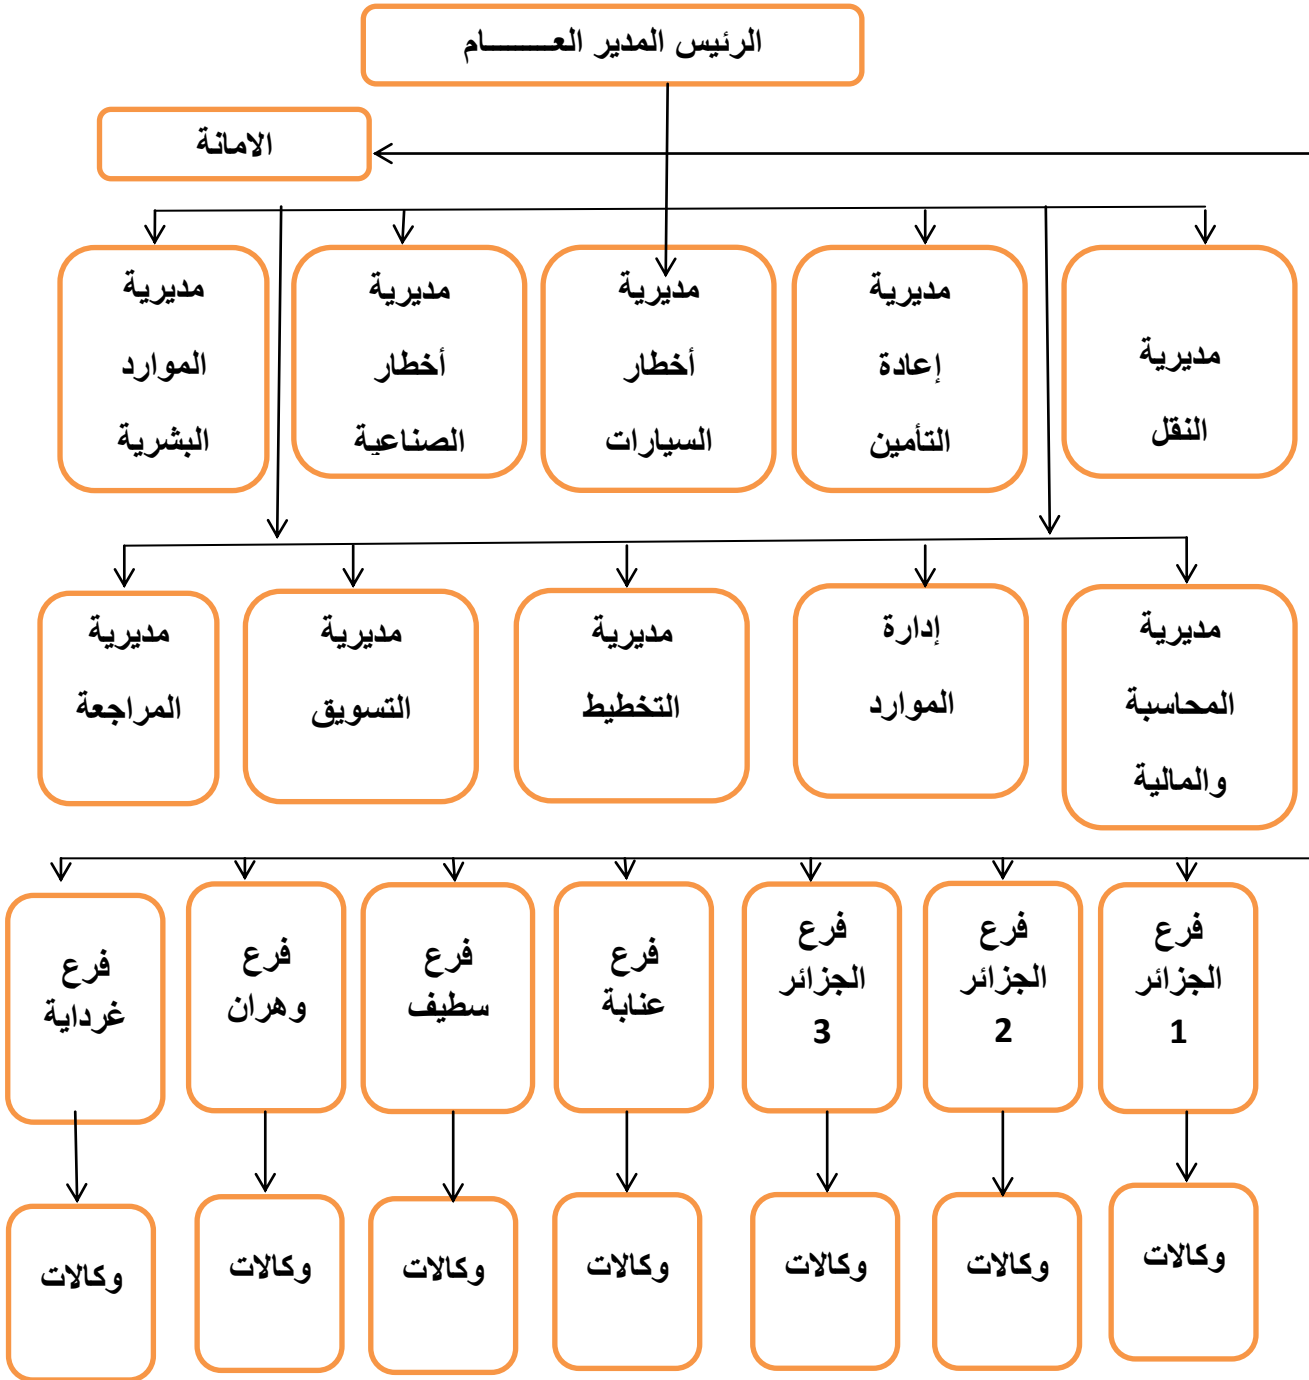 الرئيس المدير العـــــــام
الامانة
مديرية
النقل
مديرية
إعادة
التأمين
مديرية
أخطار
السيارات
مديرية
أخطار
الصناعية
مديرية
الموارد
البشرية
مديرية
المحاسبة
والمالية
إدارة
الموارد
مديرية
التخطيط
مديرية
التسويق
مديرية
المراجعة
فرع
الجزائر
1
فرع
الجزائر
2
فرع
الجزائر
3
فرع
عنابة
فرع
سطيف
فرع
وهران
فرع
غرداية
وكالات
وكالات
وكالات
وكالات
وكالات
وكالات
وكالات